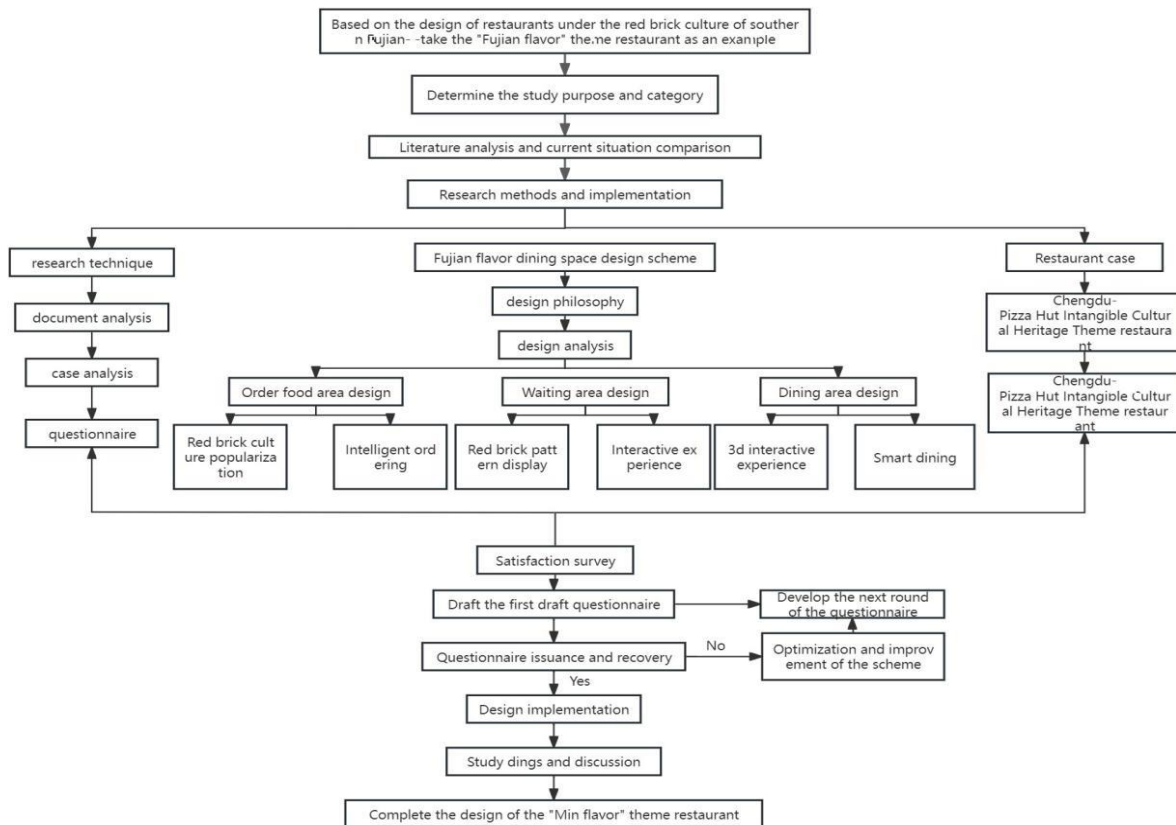 Based on the design of restaurants under the red brick culture of souther
n Fujian- -take the "Fujian flavor" theme restaurant as an example
Determine the study purpose and category
Literature analysis and current situation comparison
Research methods and implementation
research technique
document analysis
case analysis
questionnaire
Fujian flavor dining space design scheme
design philosophy
design analysis
Order food area design
Red brick cult
ure popualariza
tion
Intelligent ord
ering
Waiting area design
Red brick patt
ern display
Interactive ex
perience
Dining area design
3d interactive
experience
Smart dining
Restaurant case
Chengdu-
Pizza Hut Intangible Cultur
al Heritage Theme restaura
nt
Chengdu-
Pizza Hut Intangible Cultur
al Heritage Theme restaur
ant
Satisfaction survey
Draft the first draft questionnaire
Develop the next round
of the questionnaire
Questionnaire issuance and recovery
No
Optimization and improv
ement of the scheme
Yes
Design implementation
Study dings and discussion
Complete the design of the "Min flavor" theme restaurant